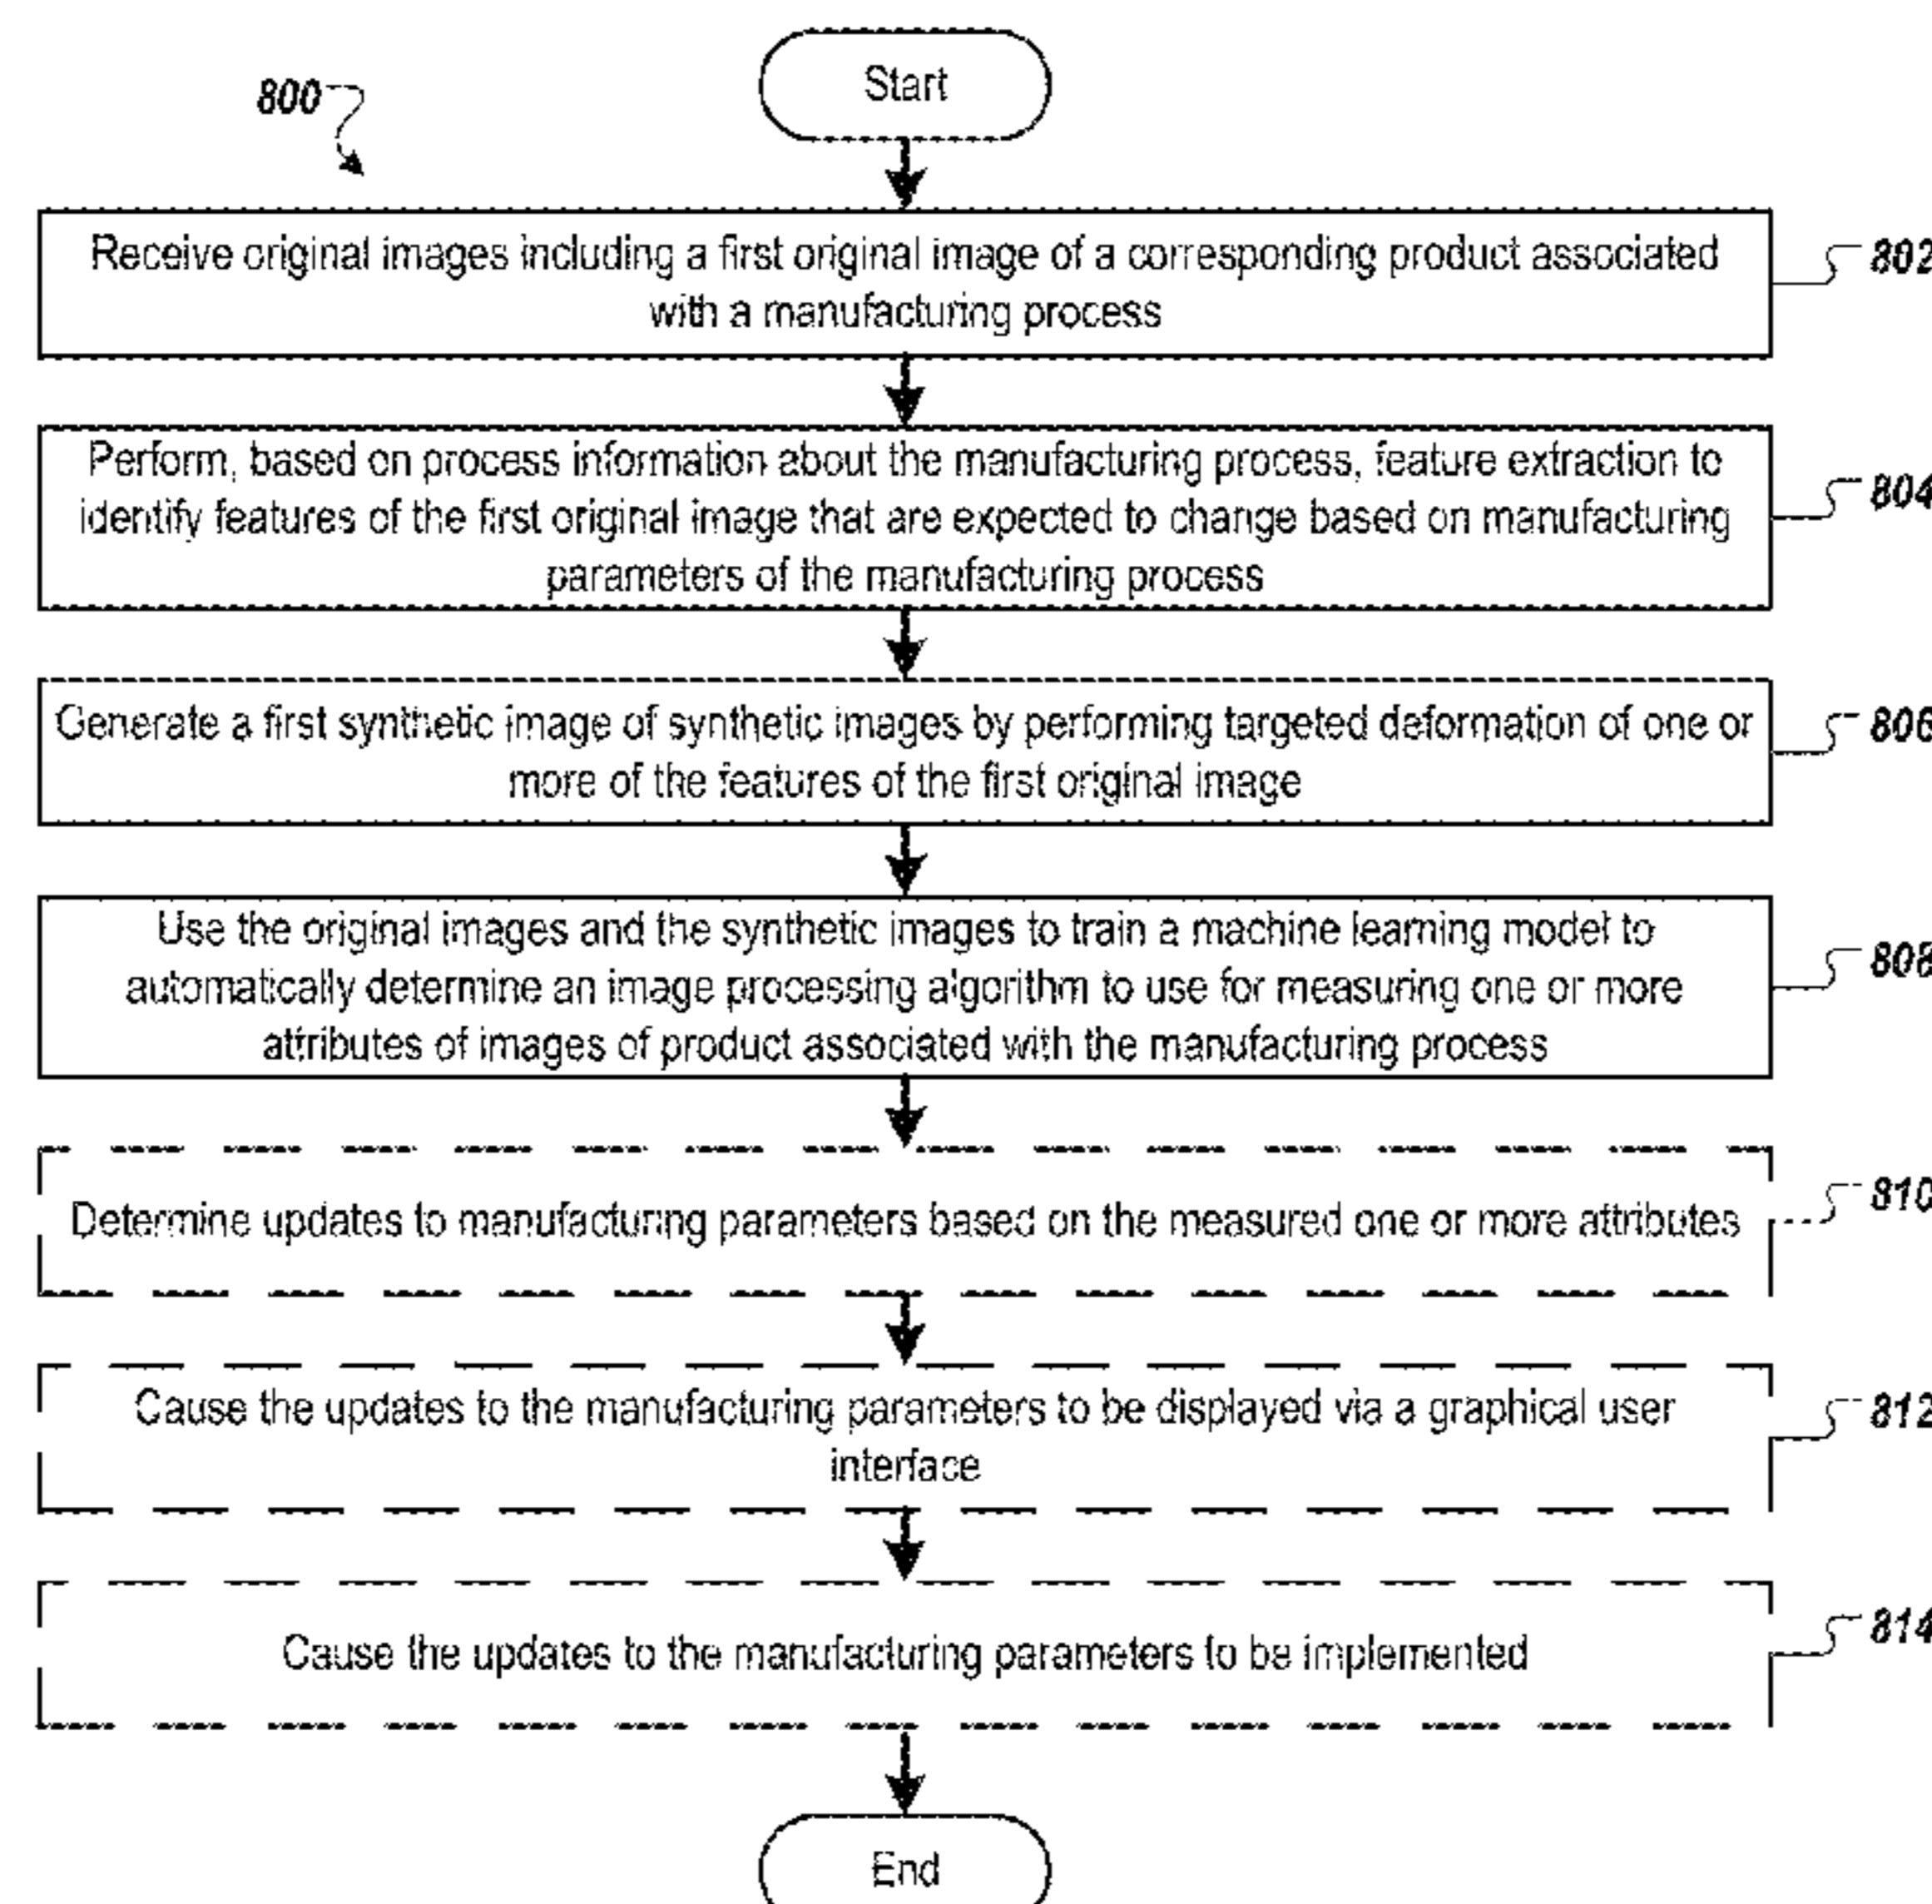 Start
800
Receive original images including a first original image of a corresponding product associated
with a manufacturing process
802
Perform, based on process information about the manufacturing process, feature extraction to
identify features of the first original image that are expected to change based on manufacturing
parameters of the manufacturing process
804
Generate a first synthetic image of synthetic images by performing targeted deformation of one or
more of the features of the first original image
806
Use the original images and the synthetic images to train a machine learning model to
automatically determine an image processing algorithm to use for measuring one or more
attributes of images of product associated with the manufacturing process
808
Determine updates to manufacturing parameters based on the measured one or more attributes
810
Cause the updates to the manufacturing parameters to be displayed via a graphical user
interface
812
Cause the updates to the manufacturing parameters to be implemented
814
End